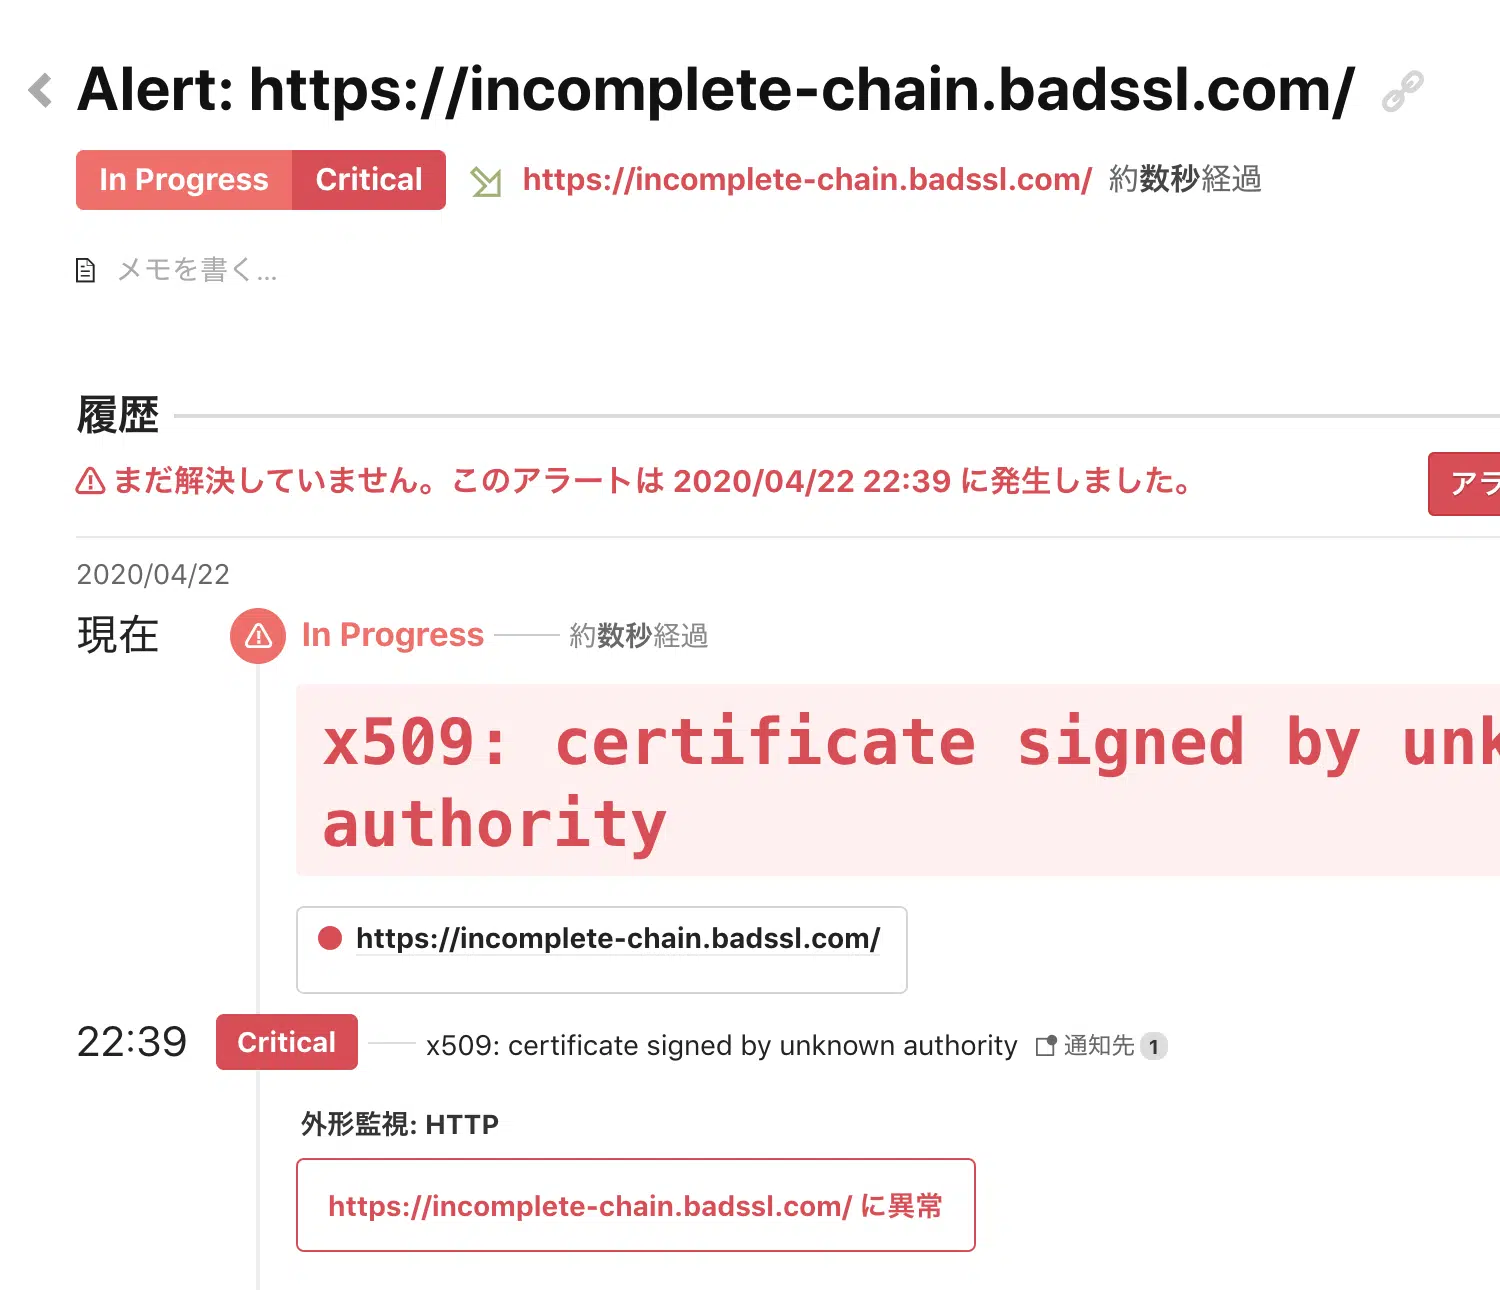 Alert: https://incomplete-chain.badssl.com/
In Progress Critical https://incomplete-chain.badssl.com/ 約数秒経過
メモを書く...
履歴
まだ解決していません。このアラートは 2020/04/22 22:39 に発生しました。 アラ
2020/04/22
現在 In Progress 約数秒経過
x509: certificate signed by unk
authority
https://incomplete-chain.badssl.com/
22:39 Critical x509: certificate signed by unknown authority 通知先 1
外形監視: HTTP
https://incomplete-chain.badssl.com/ に異常